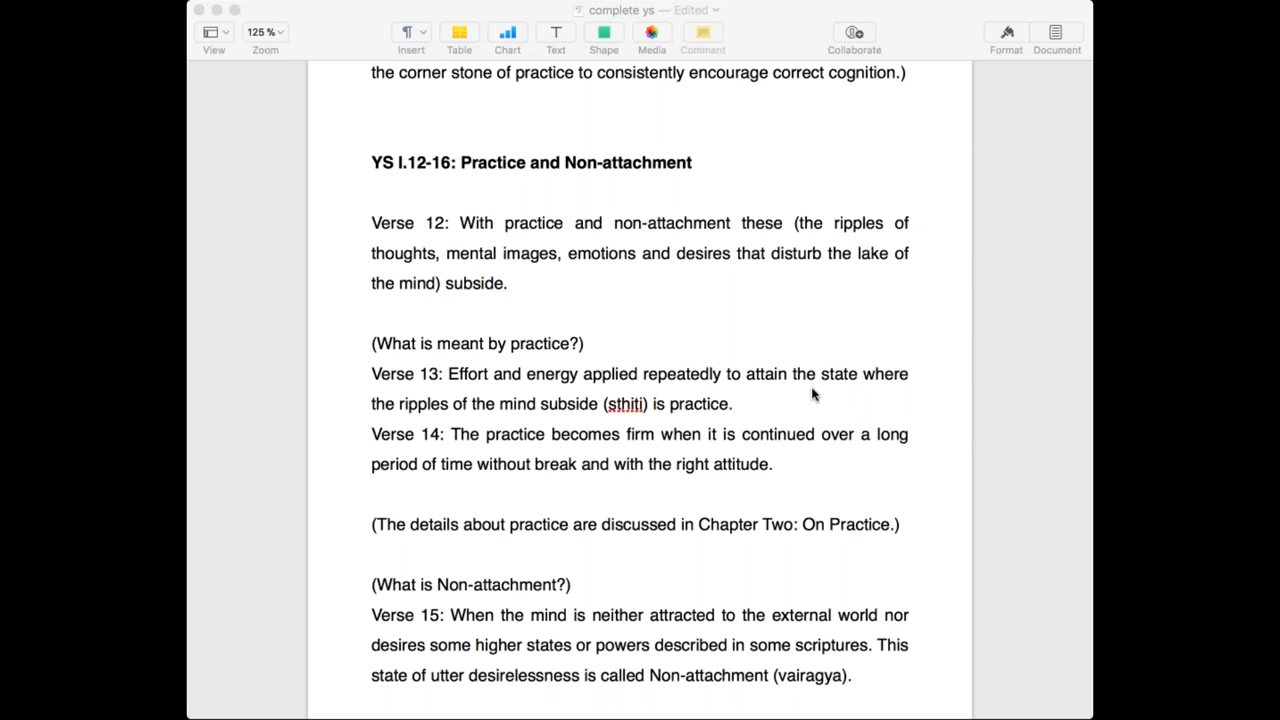 complete ys — Edited
125 %
View
Zoom
Insert
Table
Chart
Text
Shape
Media
Comment
Collaborate
Format
Document
the corner stone of practice to consistently encourage correct cognition.)
YS I.12-16: Practice and Non-attachment
Verse 12: With practice and non-attachment these (the ripples of
thoughts, mental images, emotions and desires that disturb the lake of
the mind) subside.
(What is meant by practice?)
Verse 13: Effort and energy applied repeatedly to attain the state where
the ripples of the mind subside (sthiti) is practice.
Verse 14: The practice becomes firm when it is continued over a long
period of time without break and with the right attitude.
(The details about practice are discussed in Chapter Two: On Practice.)
(What is Non-attachment?)
Verse 15: When the mind is neither attracted to the external world nor
desires some higher states or powers described in some scriptures. This
state of utter desirelessness is called Non-attachment (vairagya).